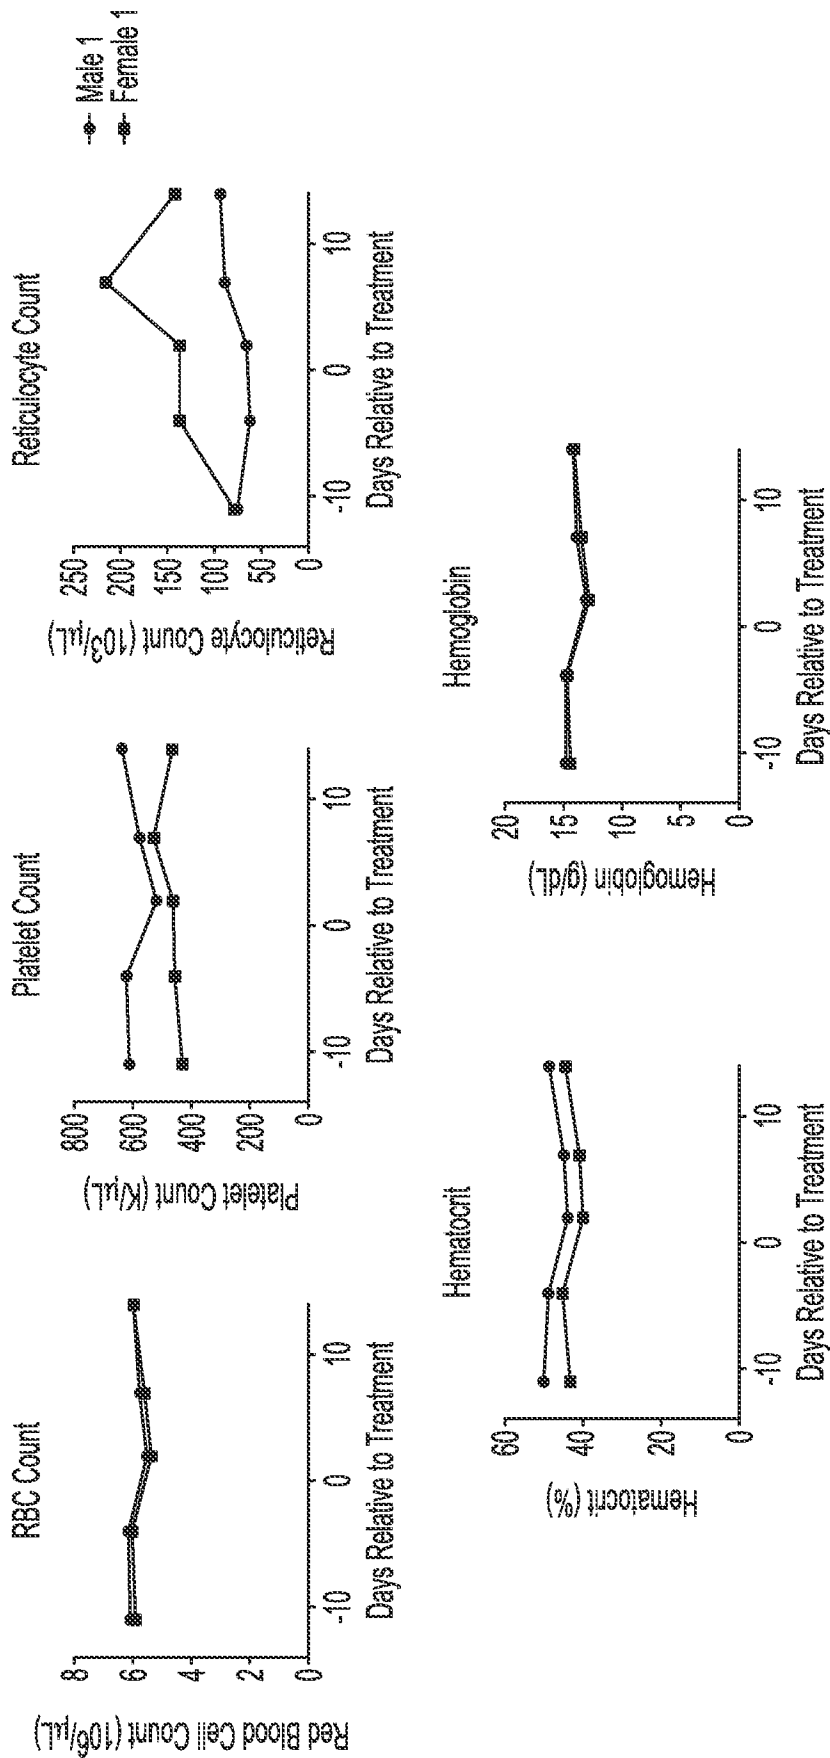 RBC Count
Red Blood Cell Count (10⁶/µL)
8
6
4
2
0
-10
0
10
Days Relative to Treatment
Platelet Count
Platelet Count (K/µL)
800
600
400
200
0
-10
0
10
Days Relative to Treatment
Reticulocyte Count
Reticulocyte Count (10³/µL)
250
200
150
100
50
0
-10
0
10
Days Relative to Treatment
Male 1
Female 1
Hematocrit
Hematocrit (%)
60
40
20
0
-10
0
10
Days Relative to Treatment
Hemoglobin
Hemoglobin (g/dL)
20
15
10
5
0
-10
0
10
Days Relative to Treatment